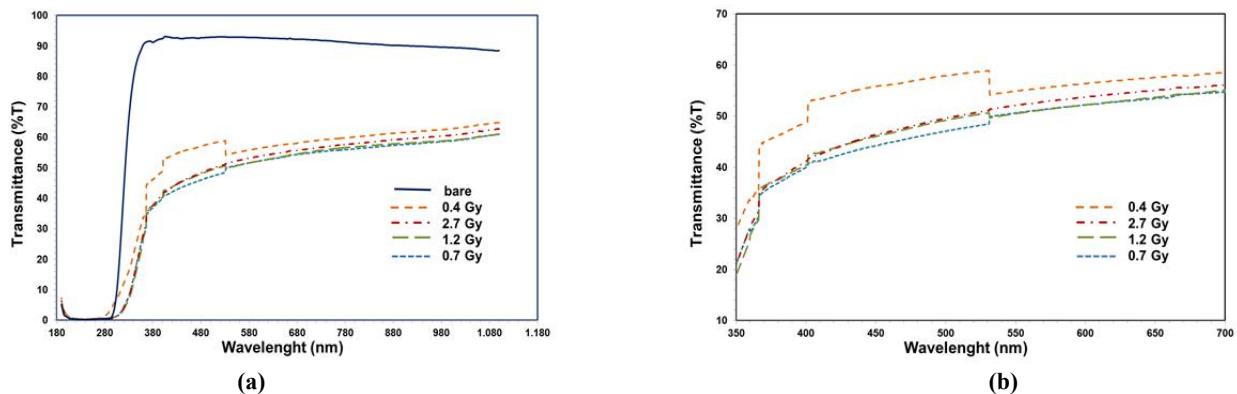 Transmittance (%T)
100
90
80
70
60
50
40
30
20
10
0
180 280 380 480 580 680 780 880 980 1.080 1.180
Wavelenght (nm)
bare
0.4 Gy
2.7 Gy
1.2 Gy
0.7 Gy
(a)
Transmittance (%T)
70
60
50
40
30
20
10
350 400 450 500 550 600 650 700
Wavelenght (nm)
0.4 Gy
2.7 Gy
1.2 Gy
0.7 Gy
(b)